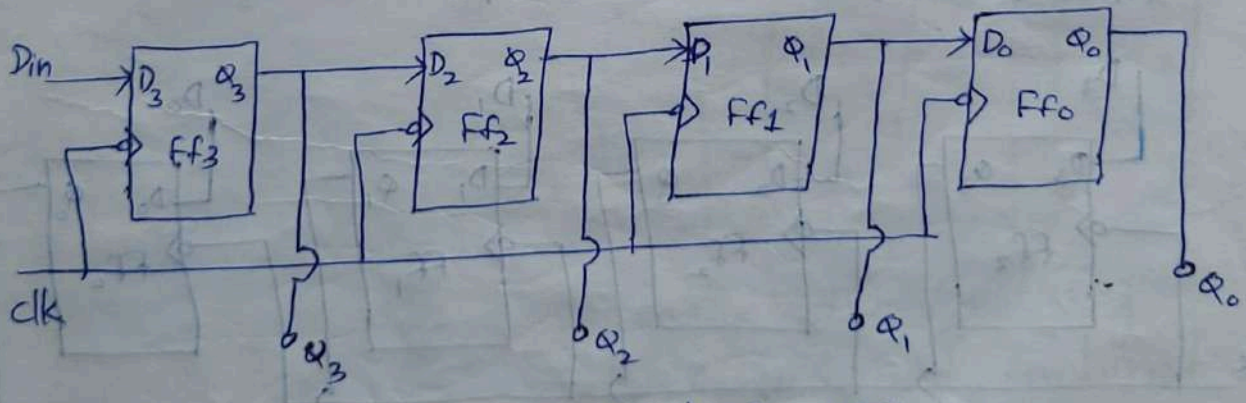 Din D₃ Q₃ D₂ Q₂ D₁ Q₁ D₀ Q₀
Ff3 Ff2 Ff1 Ff0
clk Q₃ Q₂ Q₁ Q₀